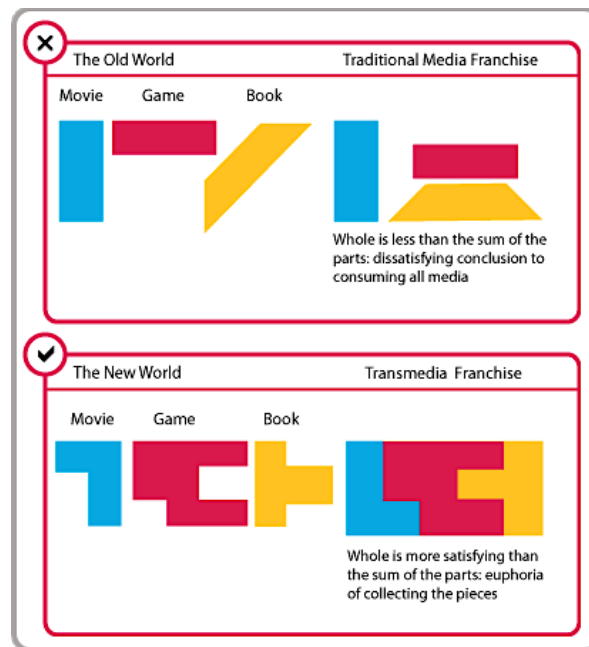 The Old World
Traditional Media Franchise
Movie
Game
Book
Whole is less than the sum of the
parts: dissatisfying conclusion to
consuming all media
The New World
Transmedia Franchise
Movie
Game
Book
Whole is more satisfying than
the sum of the parts: euphoria
of collecting the pieces